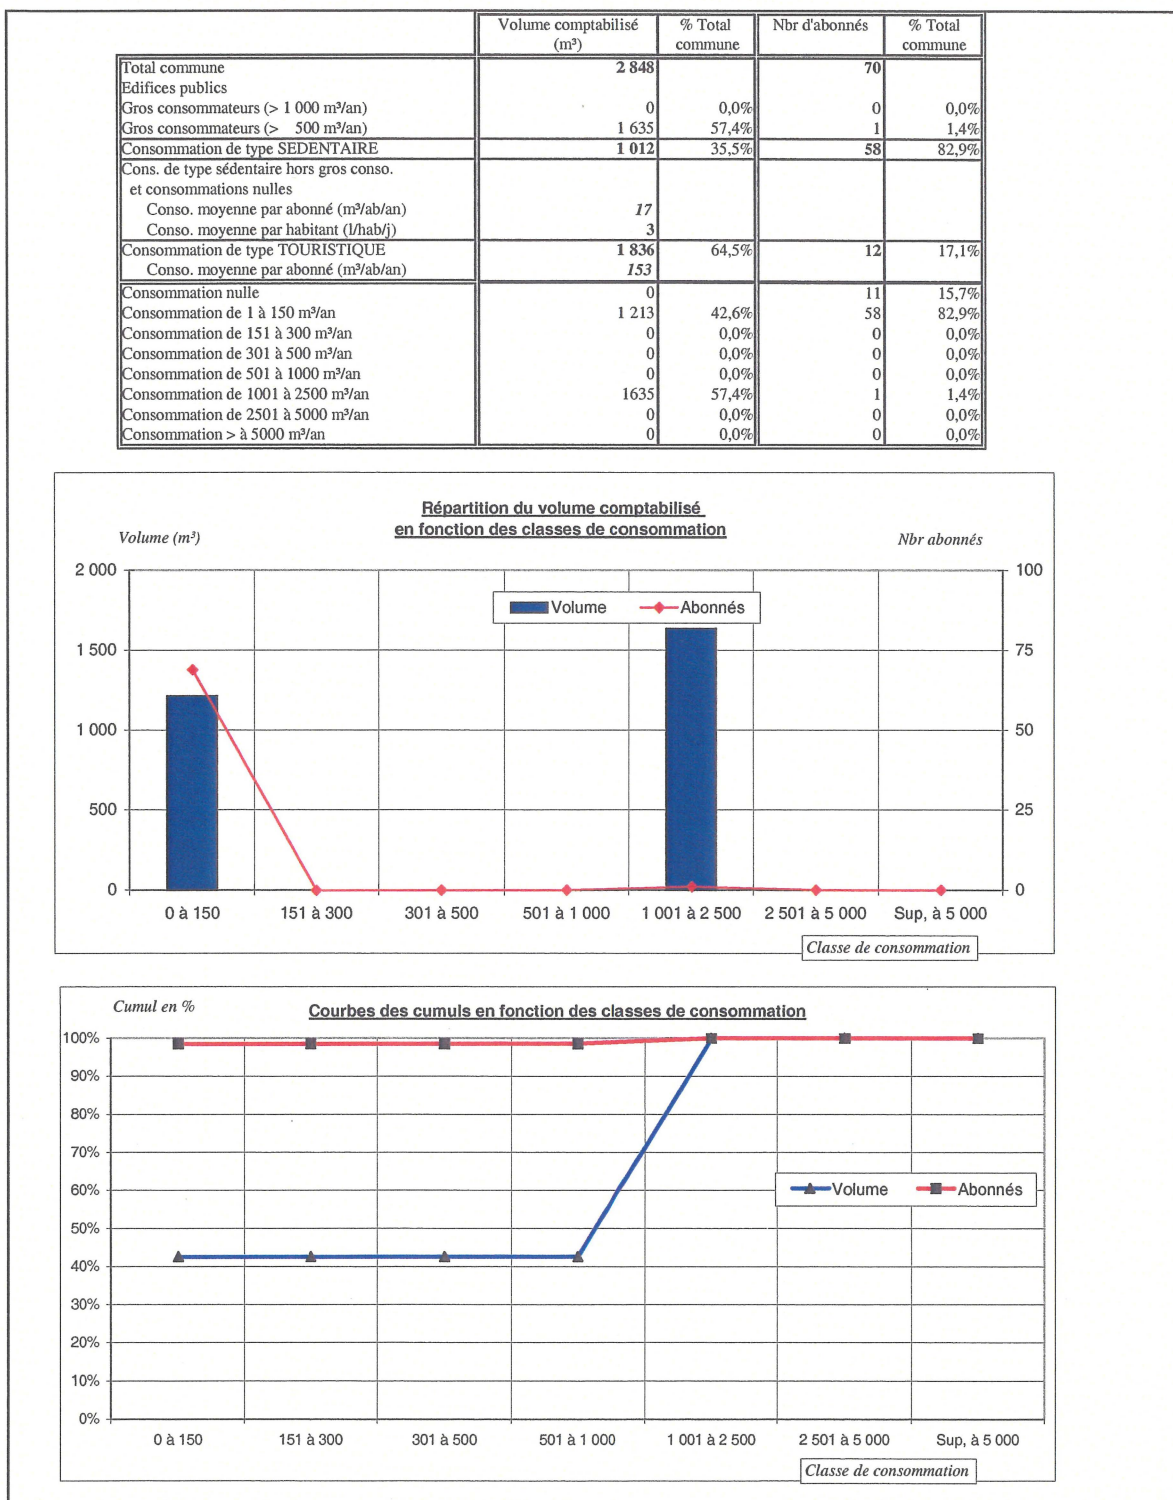 Volume comptabilisé (m³) % Total commune Nbr d'abonnés % Total commune
Total commune 2 848 70
Edifices publics
Gros consommateurs (> 1 000 m³/an) 0 0,0% 0 0,0%
Gros consommateurs (> 500 m³/an) 1 635 57,4% 1 1,4%
Consommation de type SEDENTAIRE 1 012 35,5% 58 82,9%
Cons. de type sédentaire hors gros conso.
et consommations nulles
Conso. moyenne par abonné (m³/ab/an) 17
Conso. moyenne par habitant (l/hab/j) 3
Consommation de type TOURISTIQUE 1 836 64,5% 12 17,1%
Conso. moyenne par abonné (m³/ab/an) 153
Consommation nulle 0 11 15,7%
Consommation de 1 à 150 m³/an 1 213 42,6% 58 82,9%
Consommation de 151 à 300 m³/an 0 0,0% 0 0,0%
Consommation de 301 à 500 m³/an 0 0,0% 0 0,0%
Consommation de 501 à 1000 m³/an 0 0,0% 0 0,0%
Consommation de 1001 à 2500 m³/an 1635 57,4% 1 1,4%
Consommation de 2501 à 5000 m³/an 0 0,0% 0 0,0%
Consommation > à 5000 m³/an 0 0,0% 0 0,0%
Répartition du volume comptabilisé
en fonction des classes de consommation
Volume (m³) Nbr abonnés
2 000 100
Volume Abonnés
1 500 75
1 000 50
500 25
0 0
0 à 150 151 à 300 301 à 500 501 à 1 000 1 001 à 2 500 2 501 à 5 000 Sup, à 5 000
Classe de consommation
Cumul en %
Courbes des cumuls en fonction des classes de consommation
100%
90%
80%
70%
60%
Volume Abonnés
50%
40%
30%
20%
10%
0%
0 à 150 151 à 300 301 à 500 501 à 1 000 1 001 à 2 500 2 501 à 5 000 Sup, à 5 000
Classe de consommation